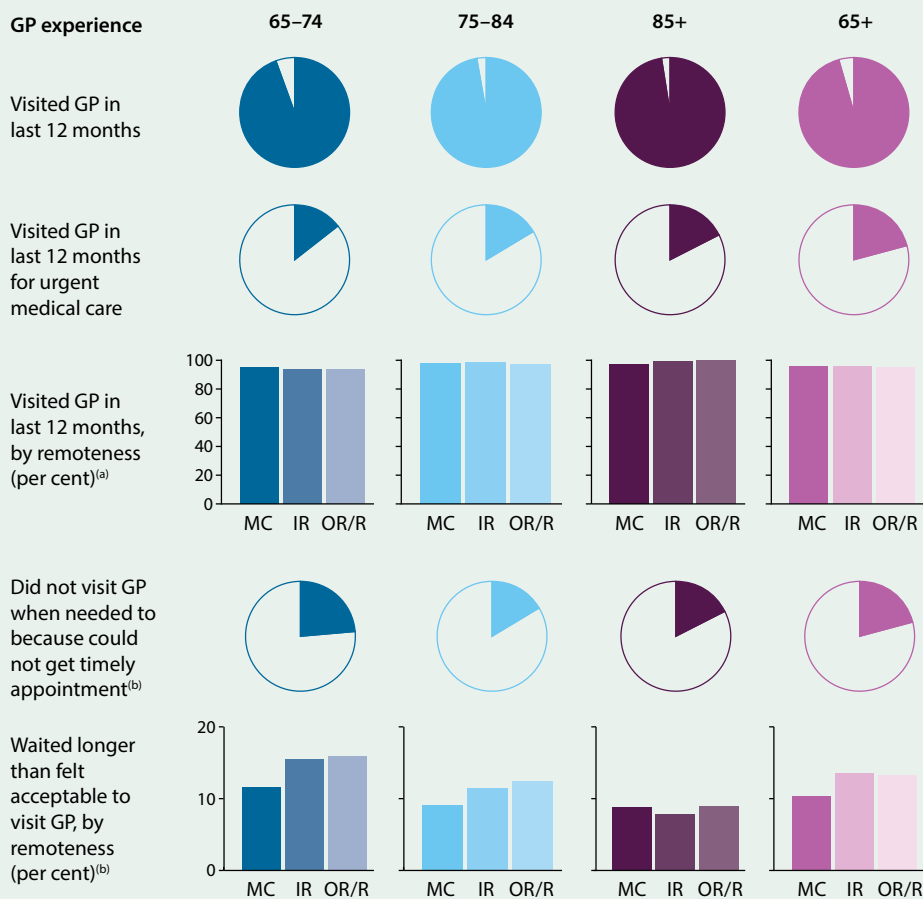 GP experience
65–74
75–84
85+
65+
Visited GP in
last 12 months
Visited GP in
last 12 months
for urgent
medical care
Visited GP in
last 12 months,
by remoteness
(per cent)(a)
100
80
60
40
20
0
MC IR OR/R
MC IR OR/R
MC IR OR/R
MC IR OR/R
Did not visit GP
when needed to
because could
not get timely
appointment(b)
Waited longer
than felt
acceptable to
visit GP, by
remoteness
(per cent)(b)
20
10
0
MC IR OR/R
MC IR OR/R
MC IR OR/R
MC IR OR/R